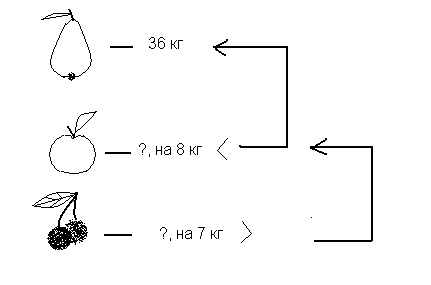 36 кг
?, на 8 кг <
?, на 7 кг >